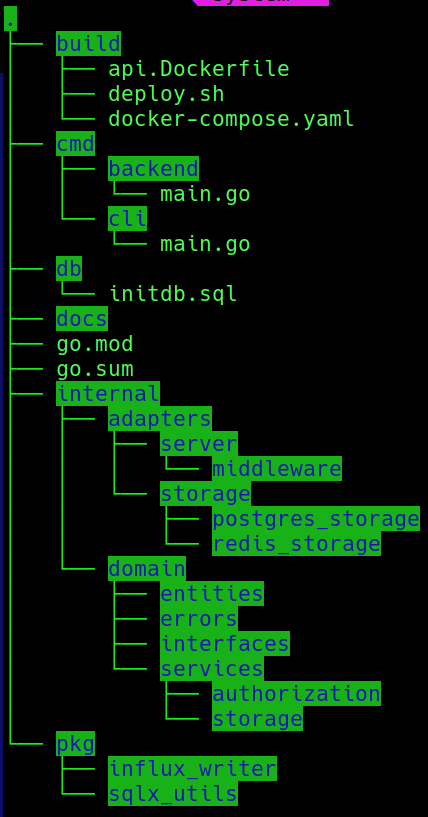 .
├── build
│   ├── api.Dockerfile
│   ├── deploy.sh
│   └── docker-compose.yaml
├── cmd
│   ├── backend
│   │   └── main.go
│   └── cli
│       └── main.go
├── db
│   └── initdb.sql
├── docs
├── go.mod
├── go.sum
├── internal
│   ├── adapters
│   │   ├── server
│   │   │   └── middleware
│   │   └── storage
│   │       ├── postgres_storage
│   │       └── redis_storage
│   └── domain
│       ├── entities
│       ├── errors
│       ├── interfaces
│       └── services
│           ├── authorization
│           └── storage
└── pkg
    ├── influx_writer
    └── sqlx_utils